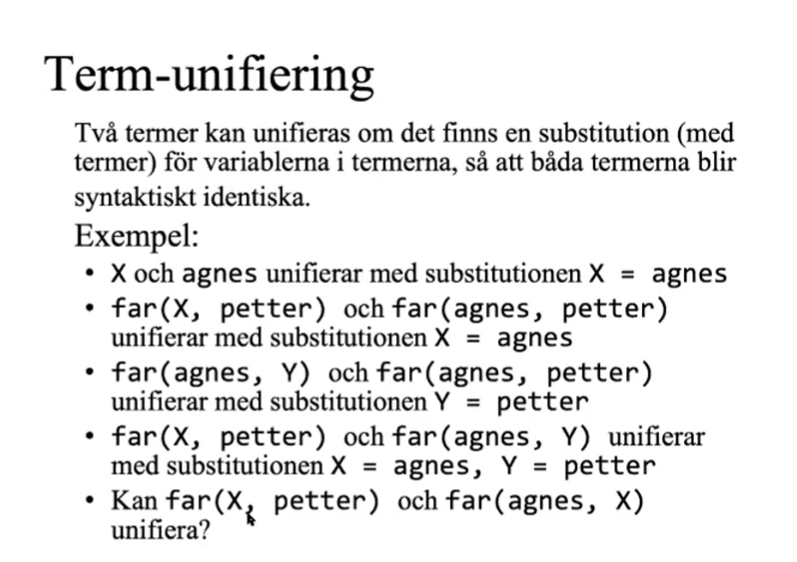 Term-unifiering
Två termer kan unifieras om det finns en substitution (med
termer) för variablerna i termerna, så att båda termerna blir
syntaktiskt identiska.
Exempel:
• X och agnes unifierar med substitutionen X = agnes
• far(X, petter) och far(agnes, petter)
unifierar med substitutionen X = agnes
• far(agnes, Y) och far(agnes, petter)
unifierar med substitutionen Y = petter
• far(X, petter) och far(agnes, Y) unifierar
med substitutionen X = agnes, Y = petter
• Kan far(X, petter) och far(agnes, X)
unifiera?